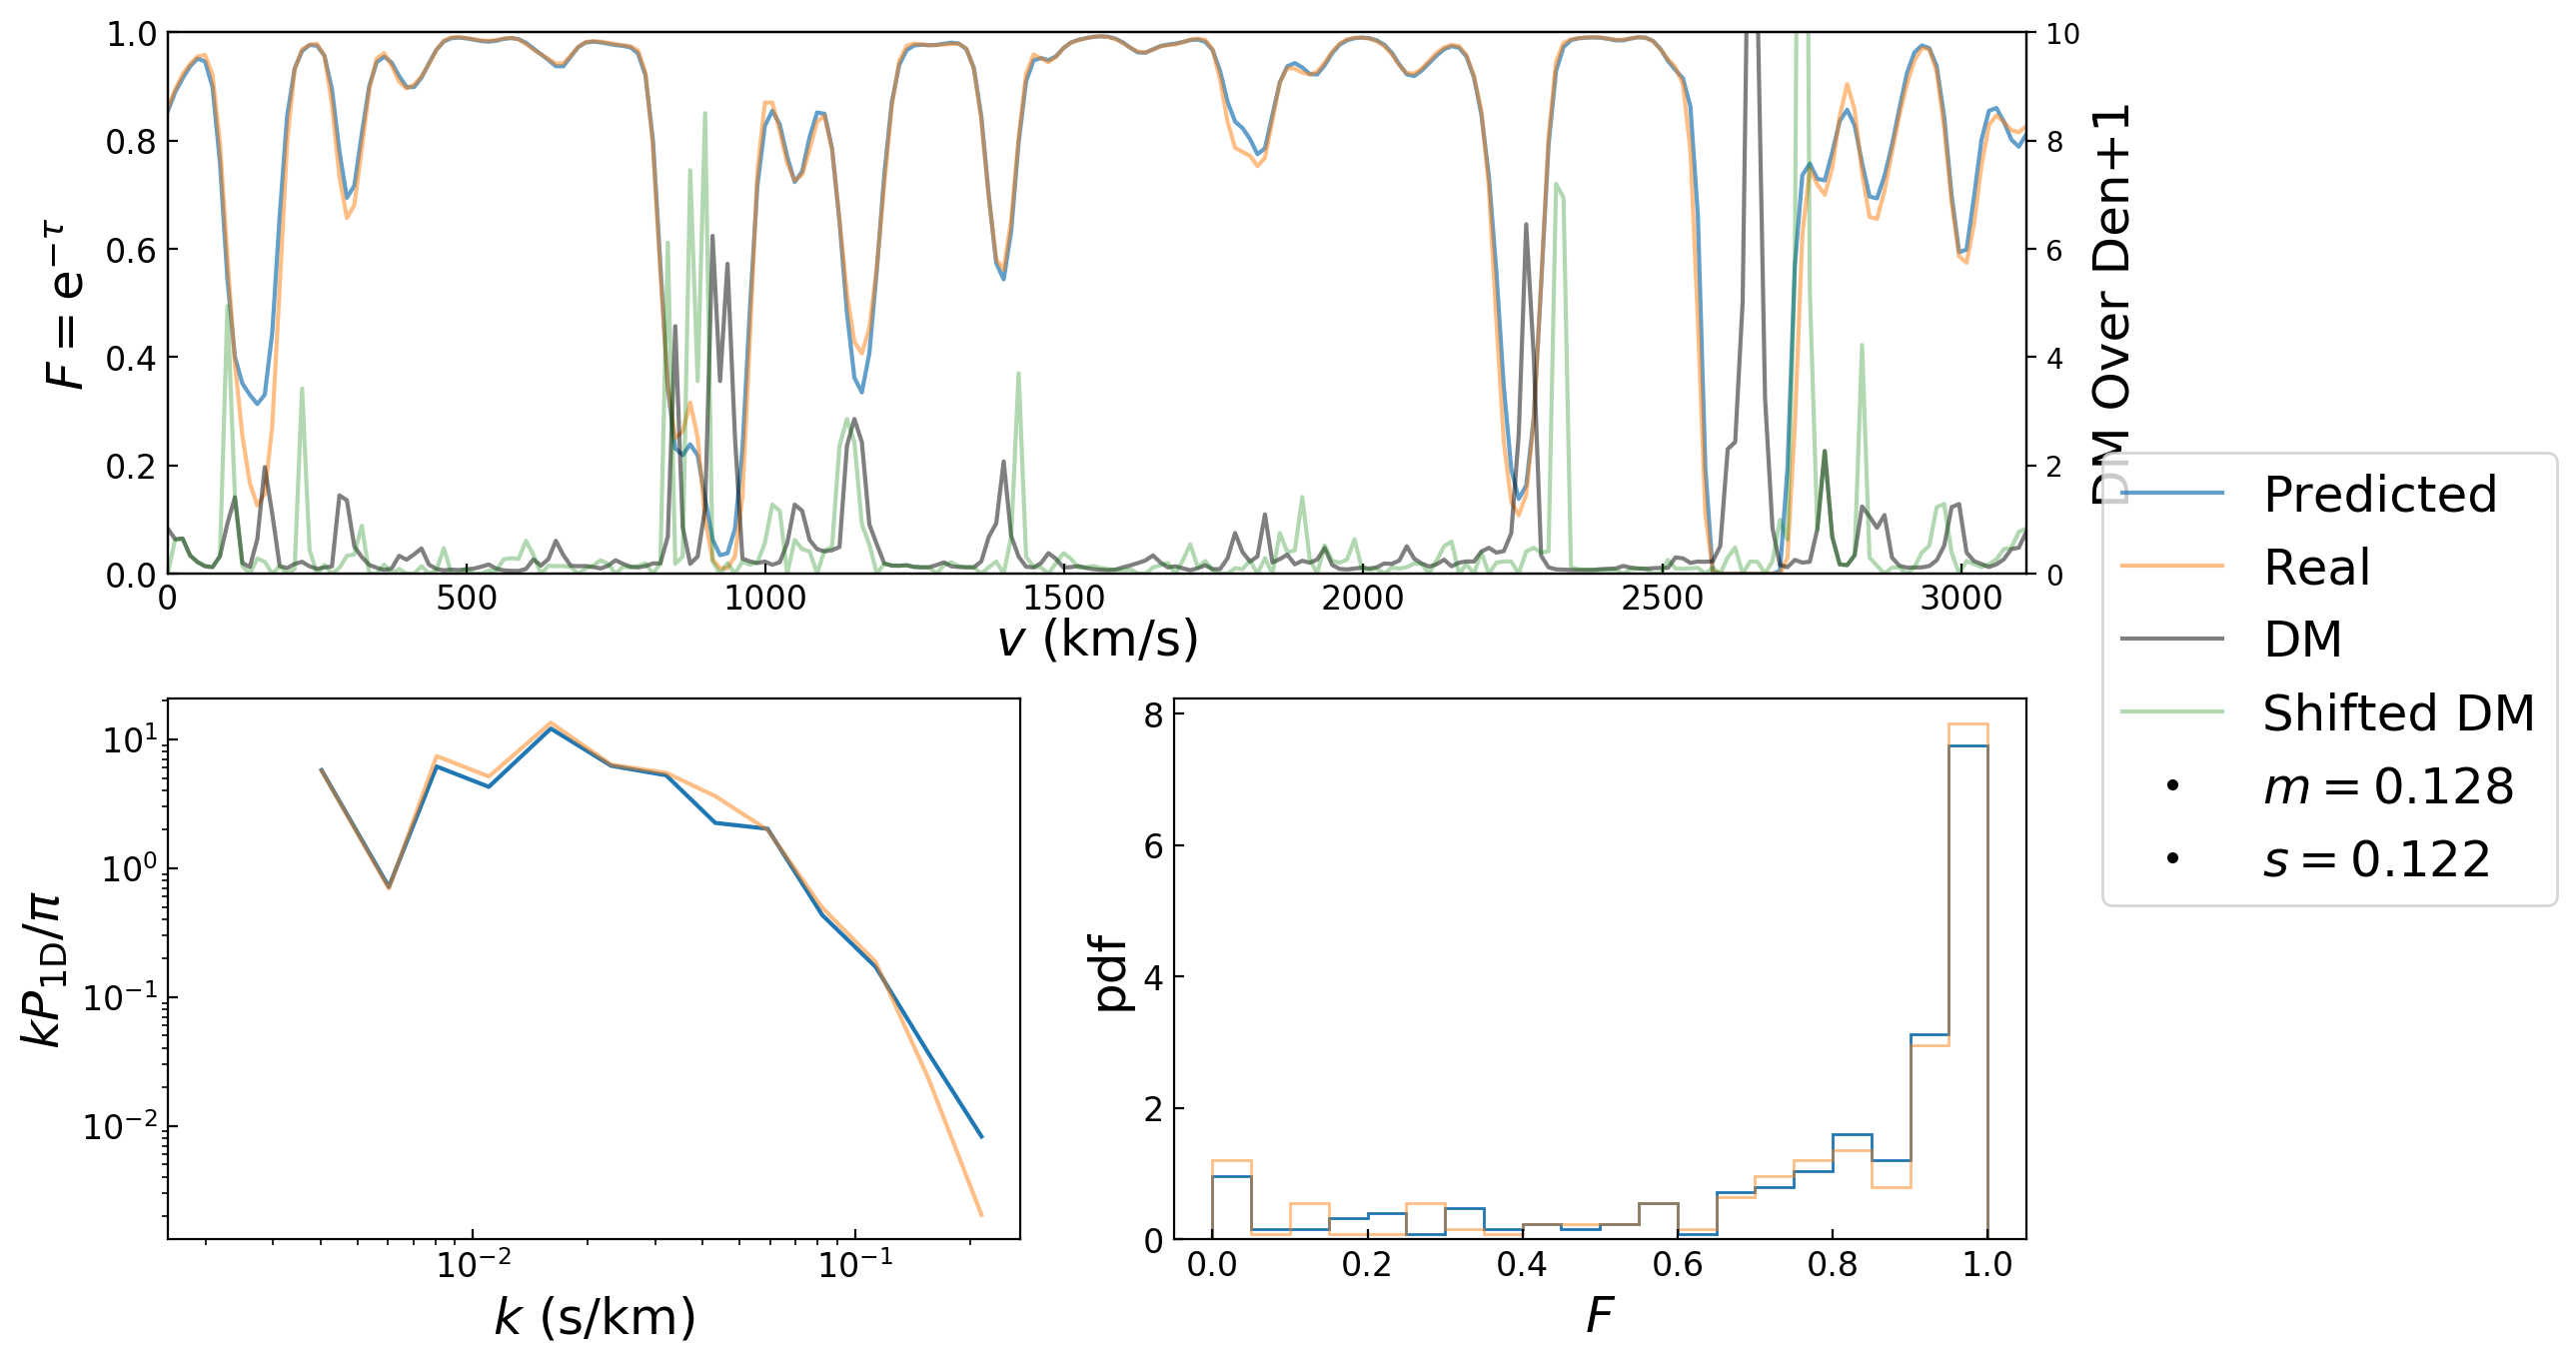 1.0
0.8
0.6
0.4
0.2
0.0
F = e^{−τ}
10
8
6
4
2
0
DM Over Den+1
0 500 1000 1500 2000 2500 3000
v (km/s)
Predicted
Real
DM
Shifted DM
m = 0.128
s = 0.122
10^1
10^0
10^{−1}
10^{−2}
kP_{1D}/π
10^{−2} 10^{−1}
k (s/km)
8
6
4
2
0
pdf
0.0 0.2 0.4 0.6 0.8 1.0
F